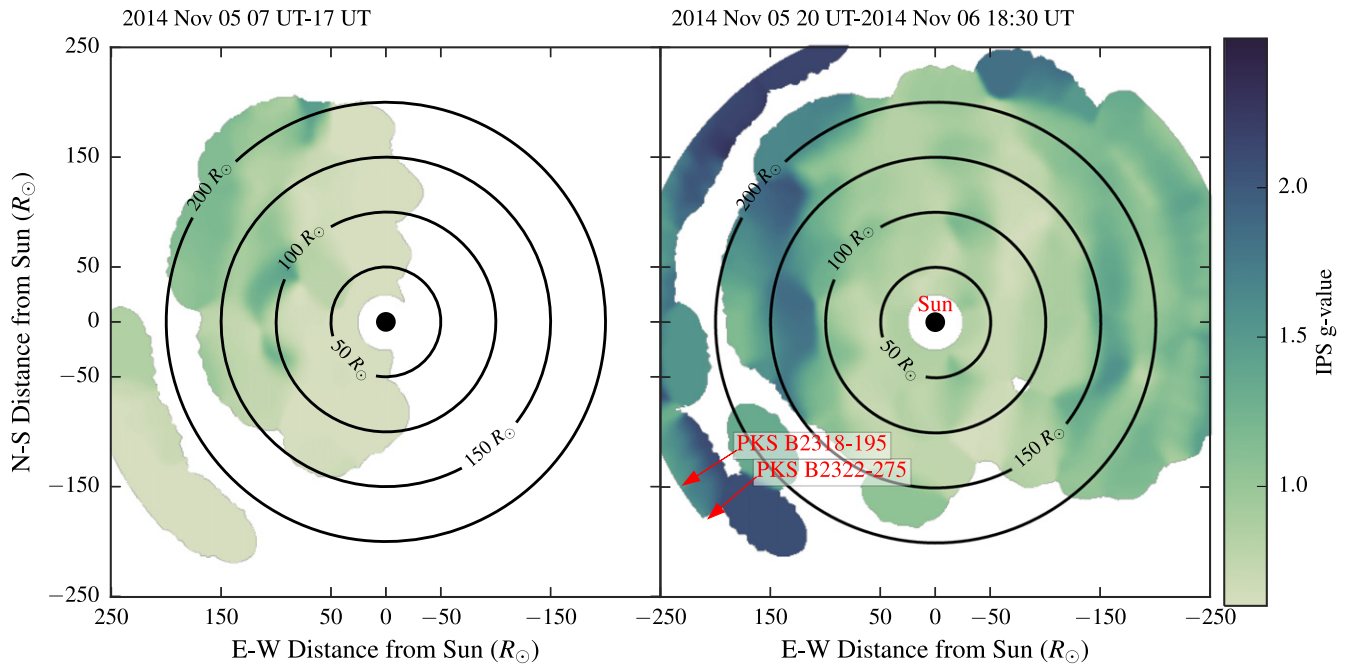 2014 Nov 05 07 UT-17 UT
2014 Nov 05 20 UT-2014 Nov 06 18:30 UT
250
150
50
0
−50
−150
−250
N-S Distance from Sun (R☉)
200 R☉
100 R☉
50 R☉
150 R☉
200 R☉
100 R☉
Sun
50 R☉
150 R☉
PKS B2318-195
PKS B2322-275
2.0
1.5
1.0
IPS g-value
250 150 50 0 −50 −150 250 150 50 0 −50 −150 −250
E-W Distance from Sun (R☉)
E-W Distance from Sun (R☉)